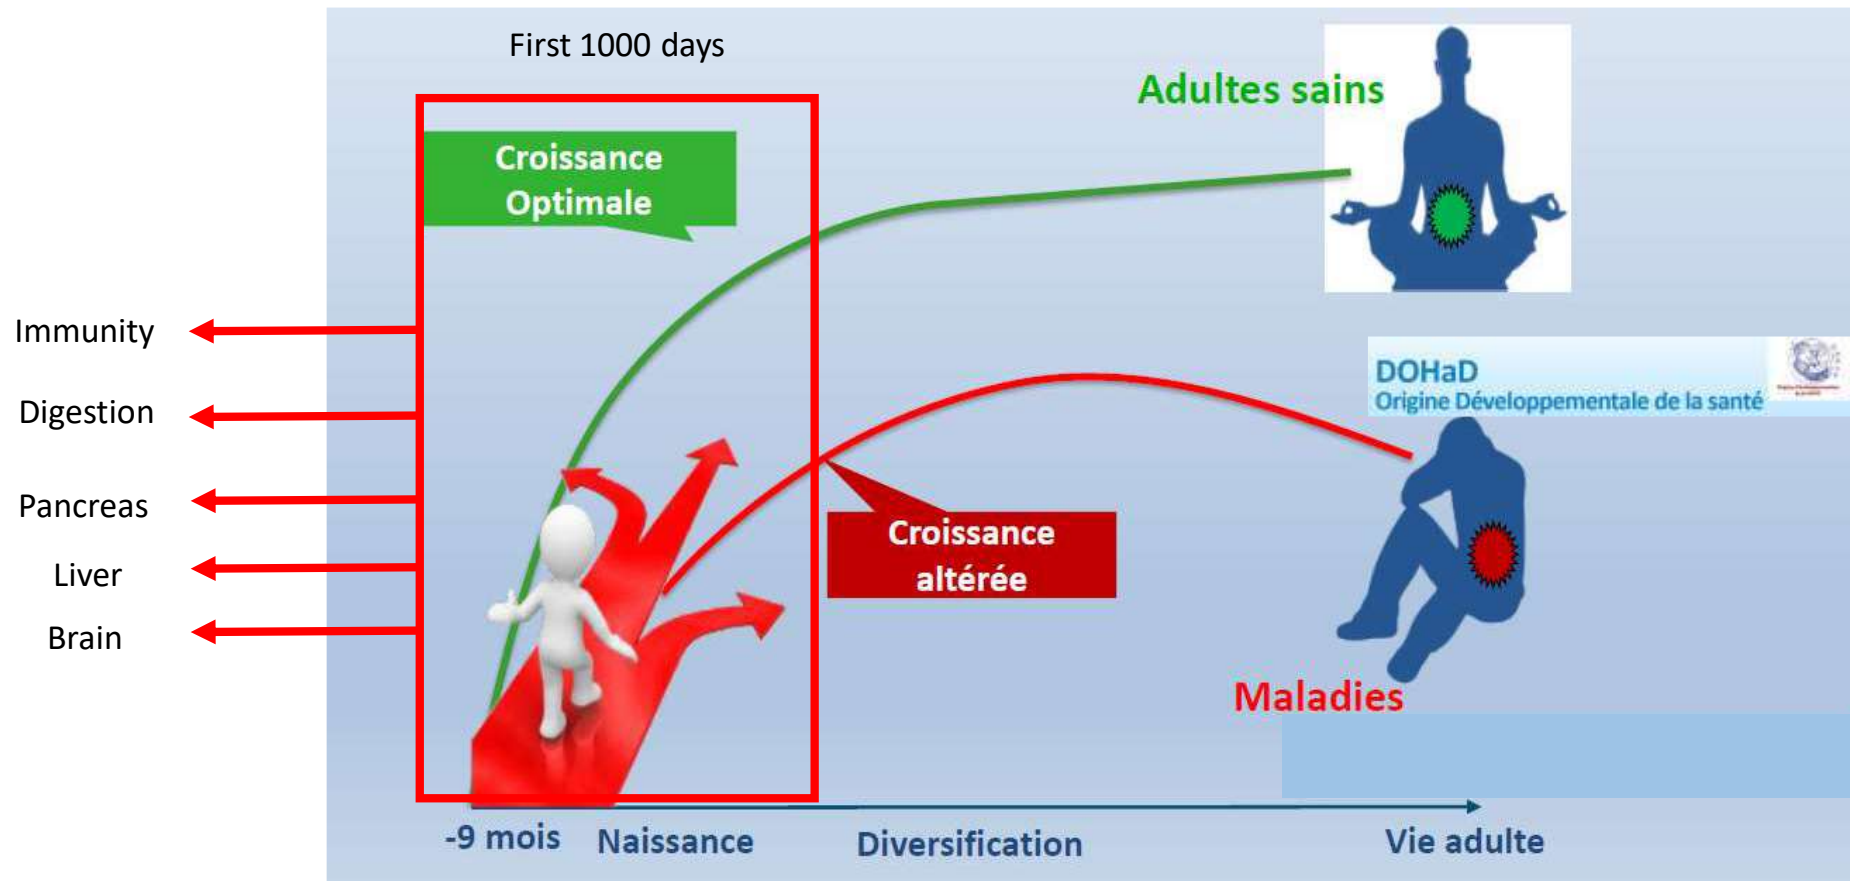 First 1000 days
Adultes sains
Croissance
Optimale
Immunity
DOHaD
Origine Développementale de la santé
Digestion
Pancreas
Croissance
altérée
Liver
Brain
Maladies
-9 mois
Naissance
Diversification
Vie adulte